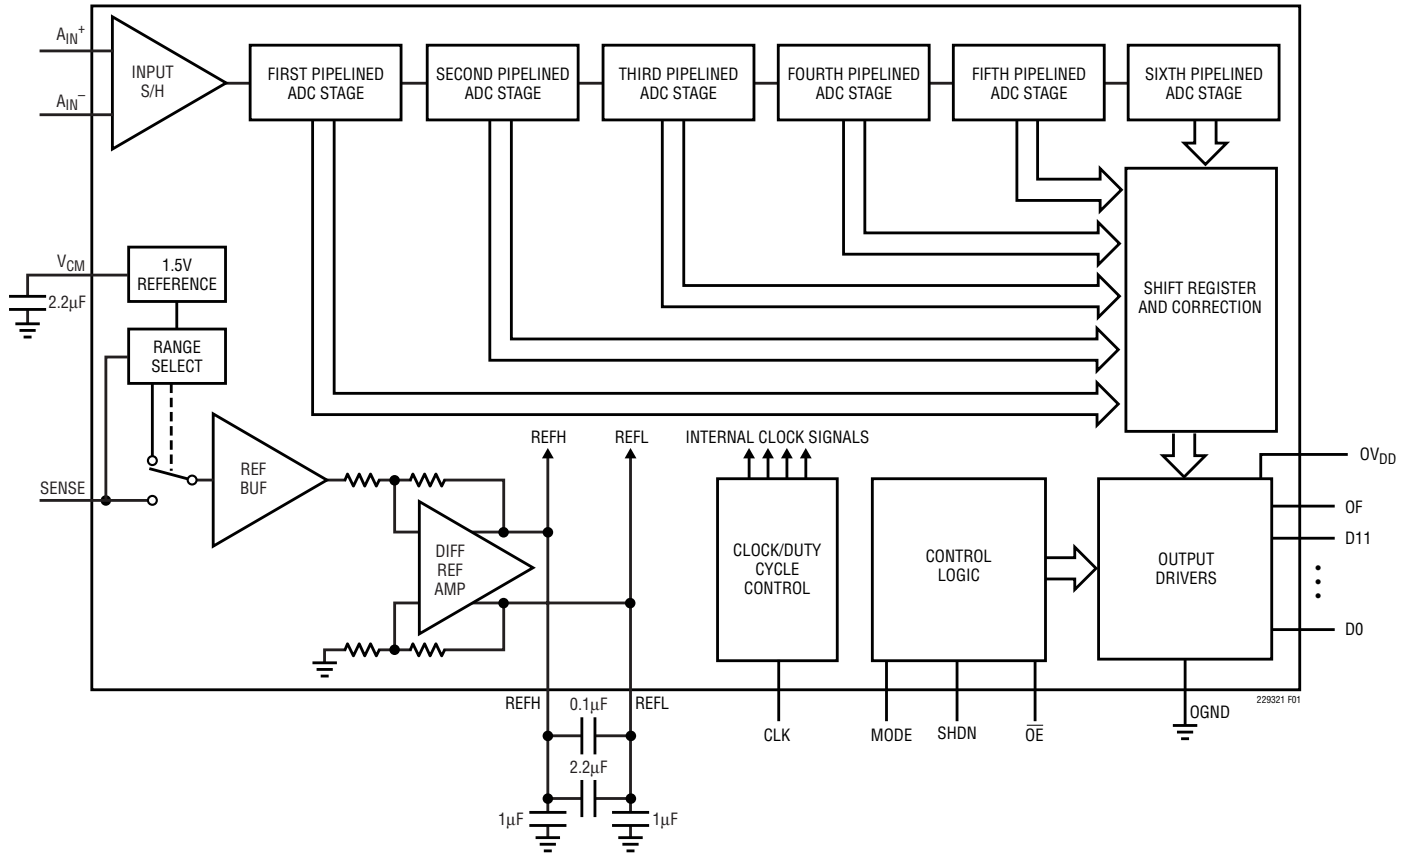 AIN+
INPUT
S/H
AIN−
FIRST PIPELINED
ADC STAGE
SECOND PIPELINED
ADC STAGE
THIRD PIPELINED
ADC STAGE
FOURTH PIPELINED
ADC STAGE
FIFTH PIPELINED
ADC STAGE
SIXTH PIPELINED
ADC STAGE
VCM
2.2µF
1.5V
REFERENCE
RANGE
SELECT
SHIFT REGISTER
AND CORRECTION
SENSE
REF
BUF
REFH
REFL
INTERNAL CLOCK SIGNALS
DIFF
REF
AMP
CLOCK/DUTY
CYCLE
CONTROL
CONTROL
LOGIC
OUTPUT
DRIVERS
OVDD
OF
D11
D0
REFH
0.1µF
REFL
2.2µF
1µF
1µF
CLK
MODE
SHDN
O̅E̅
OGND
229321 F01